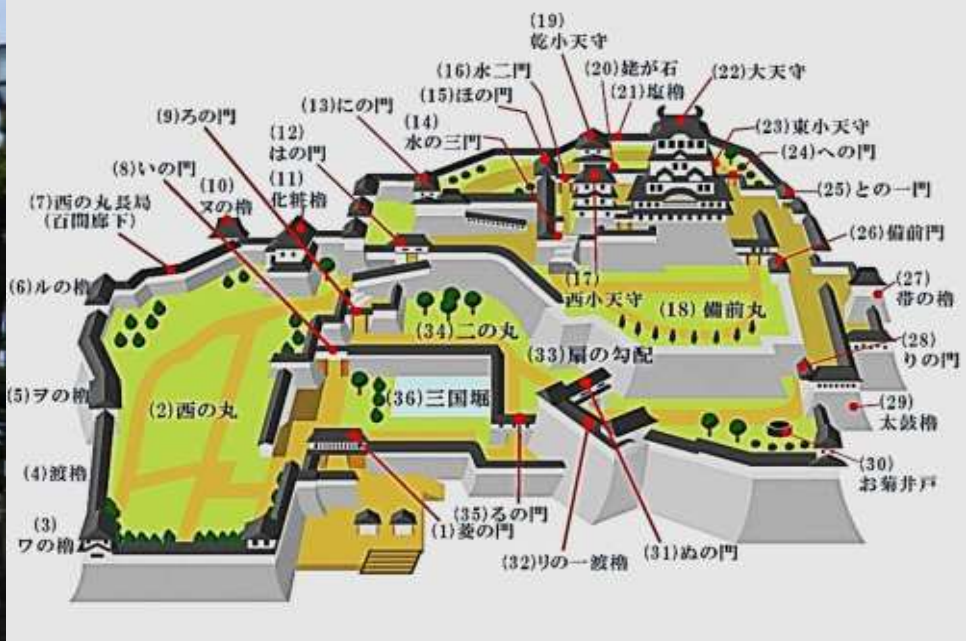 (1)菱の門
(2)西の丸
(3)
ワの櫓
(4)渡櫓
(5)ヲの櫓
(6)ルの櫓
(7)西の丸長局
(百間廊下)
(8)いの門
(9)ろの門
(10)
ヌの櫓
(11)
化粧櫓
(12)
はの門
(13)にの門
(14)
水の三門
(15)ほの門
(16)水二門
(17)
西小天守
(18)備前丸
(19)
乾小天守
(20)姥が石
(21)塩櫓
(22)大天守
(23)東小天守
(24)への門
(25)との一門
(26)備前門
(27)
帯の櫓
(28)
りの門
(29)
太鼓櫓
(30)
お菊井戸
(31)ぬの門
(32)リの一渡櫓
(33)扇の勾配
(34)二の丸
(35)るの門
(36)三国堀